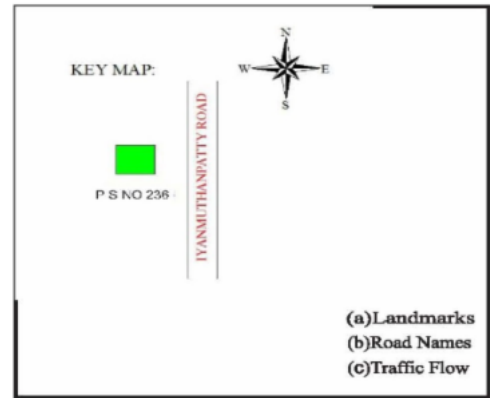 N
KEY MAP:
W E
S
IYANMUTHANPATTY ROAD
P S NO 236
(a)Landmarks
(b)Road Names
(c)Traffic Flow